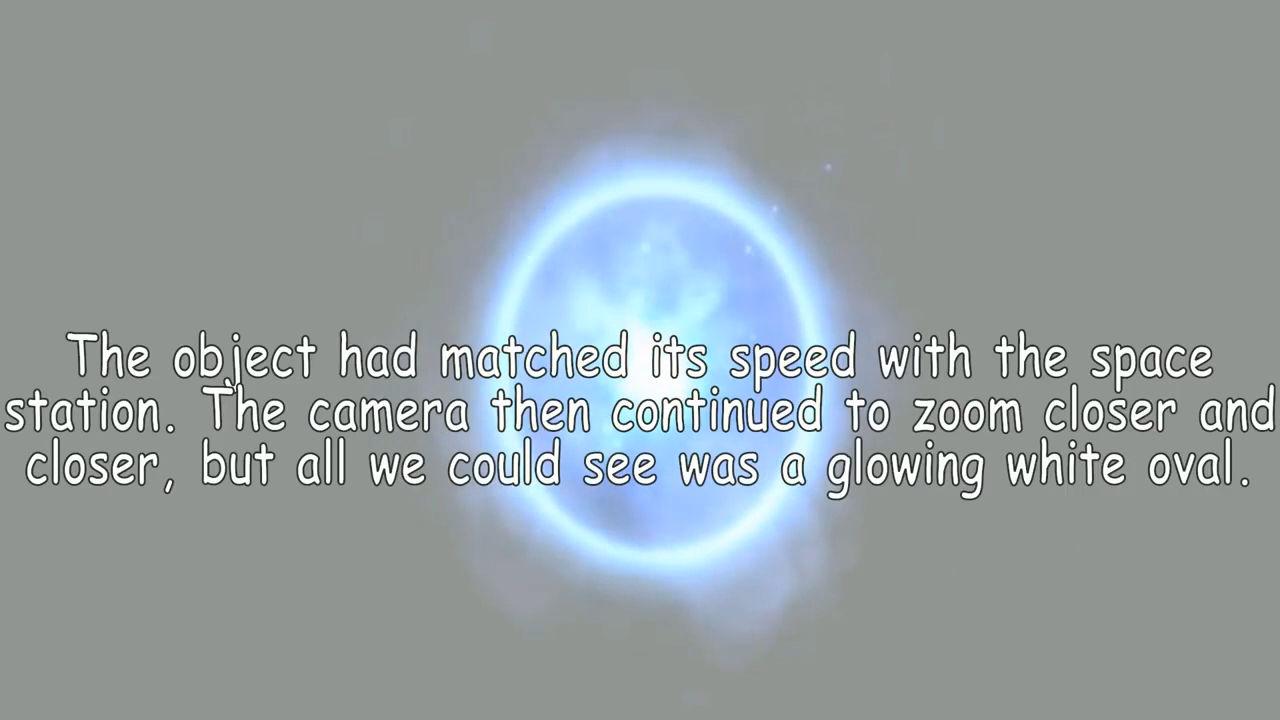 The object had matched its speed with the space
station. The camera then continued to zoom closer and
closer, but all we could see was a glowing white oval.